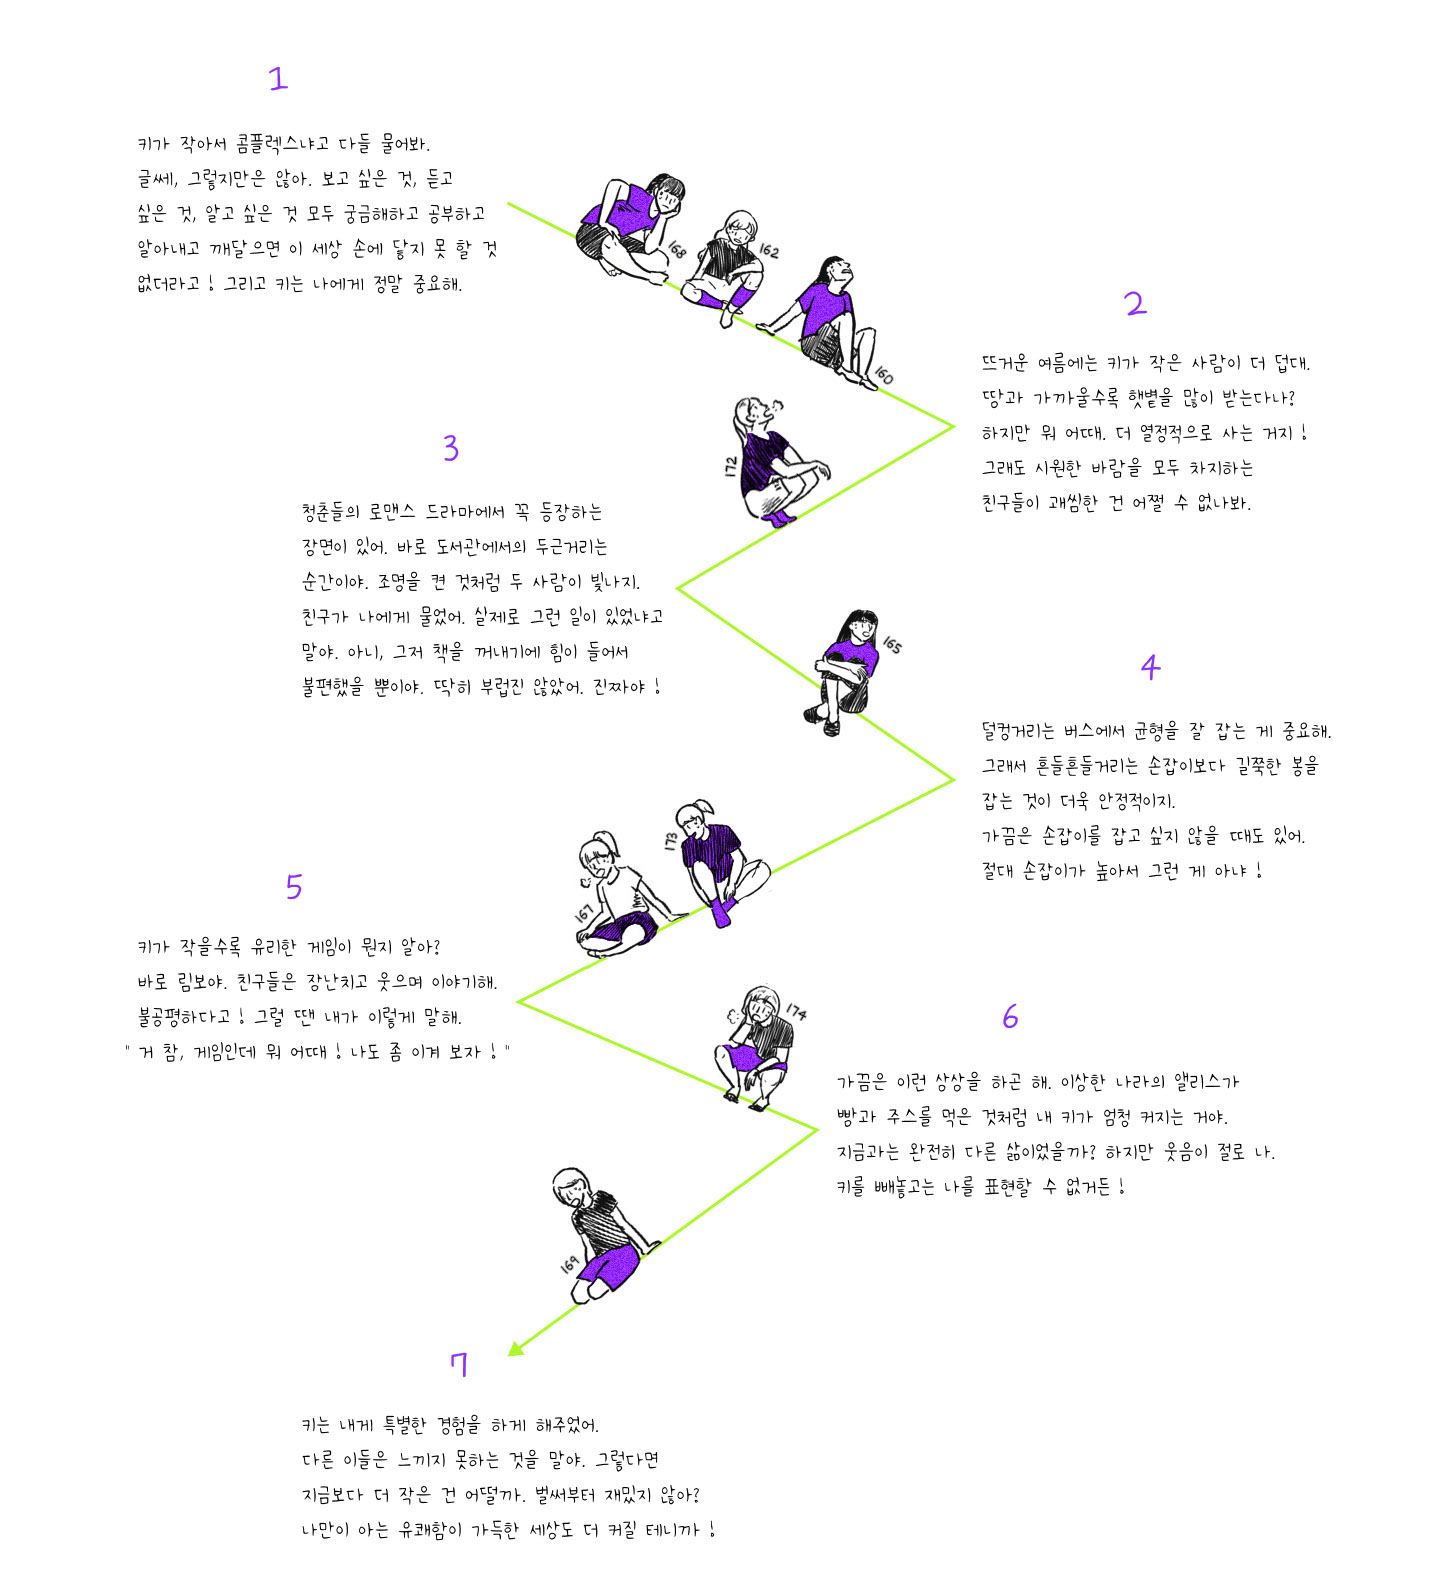 1
키가 작아서 콤플렉스냐고 다들 물어봐.
글쎄, 그렇지만은 않아. 보고 싶은 것, 듣고
싶은 것, 알고 싶은 것 모두 궁금해하고 공부하고
알아내고 깨달으면 이 세상 손에 닿지 못 할 것
없더라고! 그리고 키는 나에게 정말 중요해.
168
162
160
2
뜨거운 여름에는 키가 작은 사람이 더 덥대.
땅과 가까울수록 햇볕을 많이 받는다나?
하지만 뭐 어때. 더 열정적으로 사는 거지!
그래도 시원한 바람을 모두 차지하는
친구들이 괘씸한 건 어쩔 수 없나봐.
172
3
청춘들의 로맨스 드라마에서 꼭 등장하는
장면이 있어. 바로 도서관에서의 두근거리는
순간이야. 조명을 켠 것처럼 두 사람이 빛나지.
친구가 나에게 물었어. 실제로 그런 일이 있었냐고
말야. 아니, 그저 책을 꺼내기에 힘이 들어서
불편했을 뿐이야. 딱히 부럽진 않았어. 진짜야!
165
4
덜컹거리는 버스에서 균형을 잘 잡는 게 중요해.
그래서 흔들흔들거리는 손잡이보다 길쭉한 봉을
잡는 것이 더욱 안정적이지.
가끔은 손잡이를 잡고 싶지 않을 때도 있어.
절대 손잡이가 높아서 그런 게 아냐!
173
167
5
키가 작을수록 유리한 게임이 뭔지 알아?
바로 림보야. 친구들은 장난치고 웃으며 이야기해.
불공평하다고! 그럴 땐 내가 이렇게 말해.
" 거 참, 게임인데 뭐 어때! 나도 좀 이겨 보자!"
174
6
가끔은 이런 상상을 하곤 해. 이상한 나라의 앨리스가
빵과 주스를 먹은 것처럼 내 키가 엄청 커지는 거야.
지금과는 완전히 다른 삶이었을까? 하지만 웃음이 절로 나.
키를 빼놓고는 나를 표현할 수 없거든!
169
7
키는 내게 특별한 경험을 하게 해주었어.
다른 이들은 느끼지 못하는 것을 말야. 그렇다면
지금보다 더 작은 건 어떨까. 벌써부터 재밌지 않아?
나만이 아는 유쾌함이 가득한 세상도 더 커질 테니까!